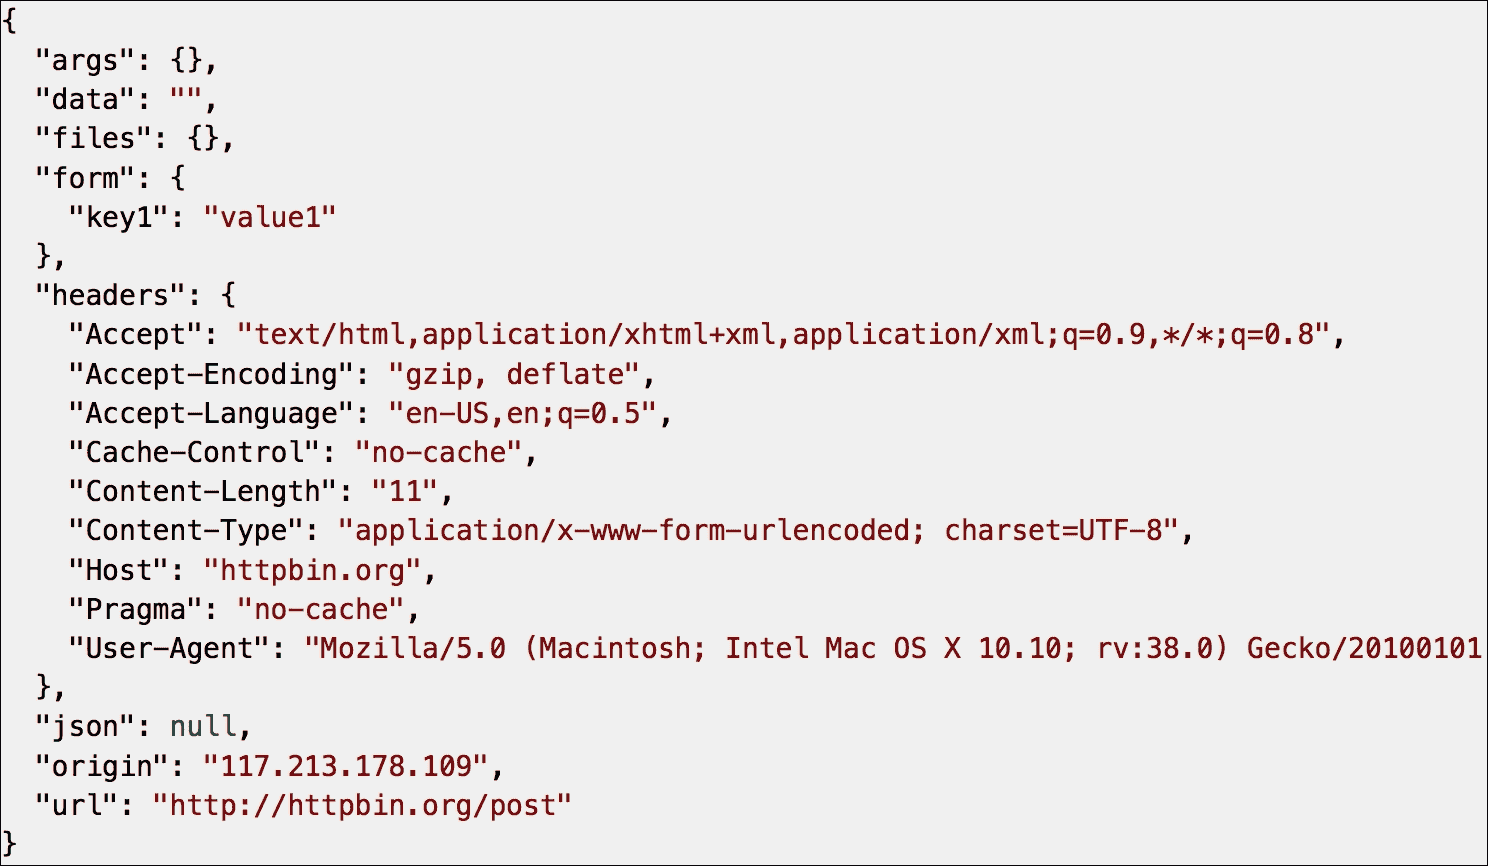 {
  "args": {},
  "data": "",
  "files": {},
  "form": {
    "key1": "value1"
  },
  "headers": {
    "Accept": "text/html,application/xhtml+xml,application/xml;q=0.9,*/*;q=0.8",
    "Accept-Encoding": "gzip, deflate",
    "Accept-Language": "en-US,en;q=0.5",
    "Cache-Control": "no-cache",
    "Content-Length": "11",
    "Content-Type": "application/x-www-form-urlencoded; charset=UTF-8",
    "Host": "httpbin.org",
    "Pragma": "no-cache",
    "User-Agent": "Mozilla/5.0 (Macintosh; Intel Mac OS X 10.10; rv:38.0) Gecko/20100101
  },
  "json": null,
  "origin": "117.213.178.109",
  "url": "http://httpbin.org/post"
}